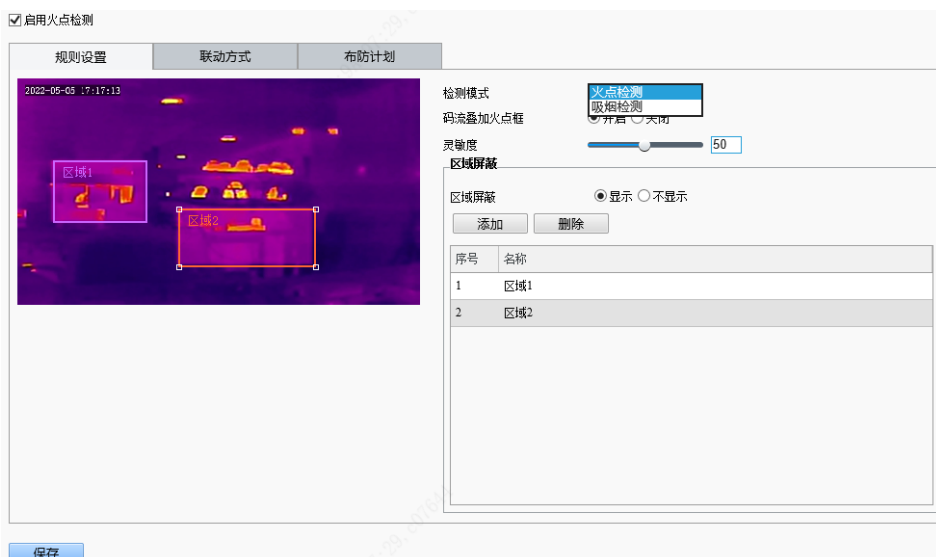 启用火点检测
规则设置 联动方式 布防计划
2022-05-05 17:17:13
区域1
区域2
检测模式 火点检测
吸烟检测
码流叠加火点框 开启 关闭
灵敏度 50
区域屏蔽
区域屏蔽 显示 不显示
添加 删除
序号 名称
1 区域1
2 区域2
保存